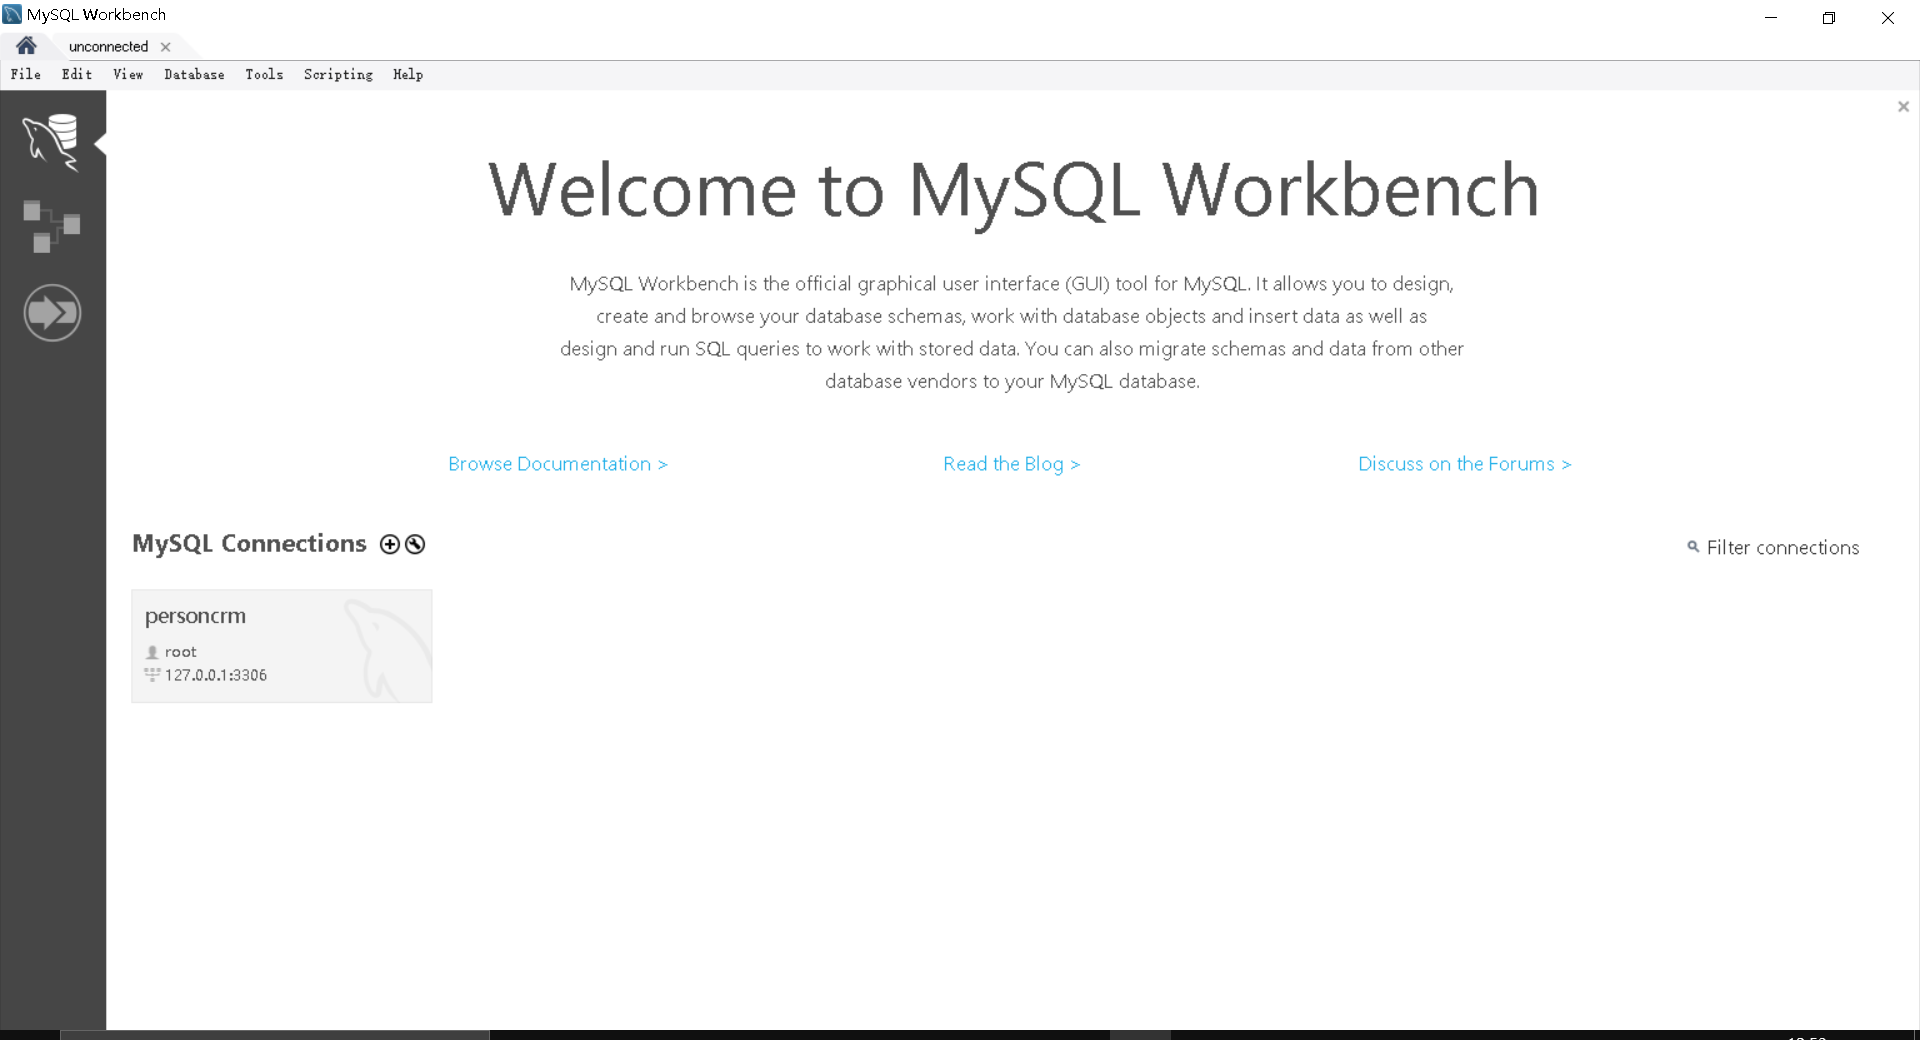 MySQL Workbench
unconnected
File Edit View Database Tools Scripting Help
Welcome to MySQL Workbench
MySQL Workbench is the official graphical user interface (GUI) tool for MySQL. It allows you to design,
create and browse your database schemas, work with database objects and insert data as well as
design and run SQL queries to work with stored data. You can also migrate schemas and data from other
database vendors to your MySQL database.
Browse Documentation > Read the Blog > Discuss on the Forums >
MySQL Connections
Filter connections
personcrm
root
127.0.0.1:3306